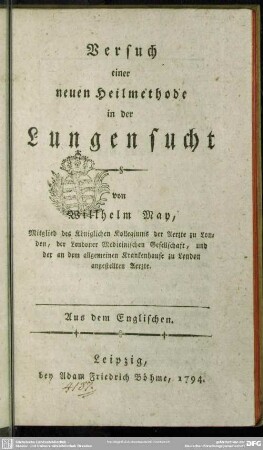 Versuch
einer
neuen Heilmethode
in der
Lungensucht
von
Willhelm May,
Mitglied des Königlichen Kollegiums der Aerzte zu Lon-
don, der Londoner Medicinischen Gesellschaft, und
der an dem allgemeinen Krankenhause zu London
angestellten Aerzte.
Aus dem Englischen.
Leipzig,
bey Adam Friedrich Böhme, 1794.